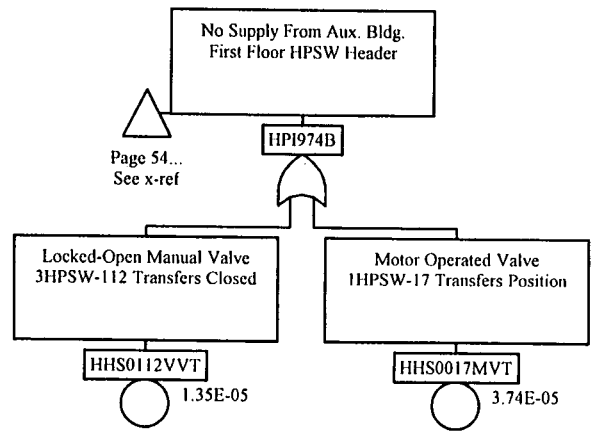 No Supply From Aux. Bldg.
First Floor HPSW Header
HPI974B
Page 54...
See x-ref
Locked-Open Manual Valve
3HPSW-112 Transfers Closed
HHS0112VVT
1.35E-05
Motor Operated Valve
1HPSW-17 Transfers Position
HHS0017MVT
3.74E-05